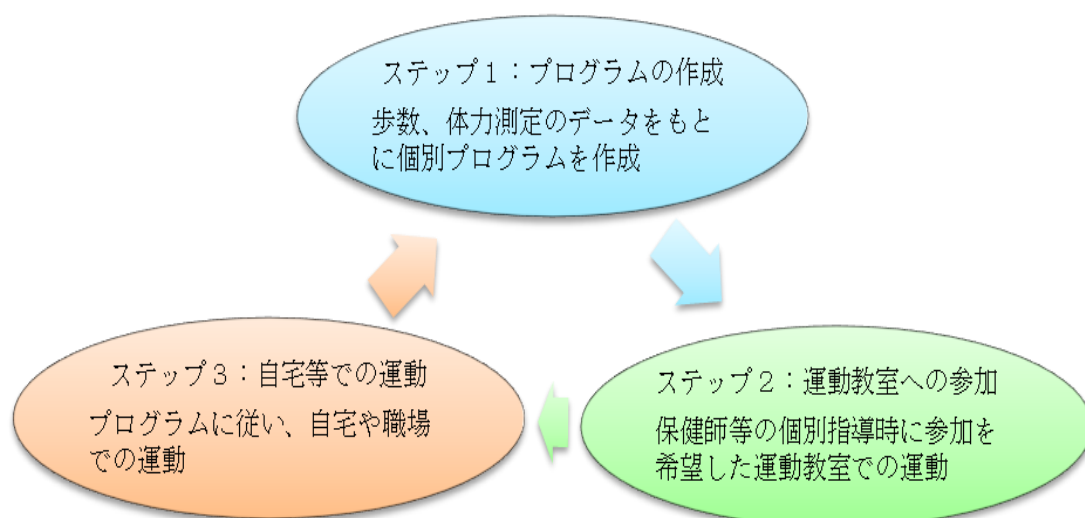 ステップ１：プログラムの作成
歩数、体力測定のデータをもと
に個別プログラムを作成
ステップ３：自宅等での運動
プログラムに従い、自宅や職場
での運動
ステップ２：運動教室への参加
保健師等の個別指導時に参加を
希望した運動教室での運動